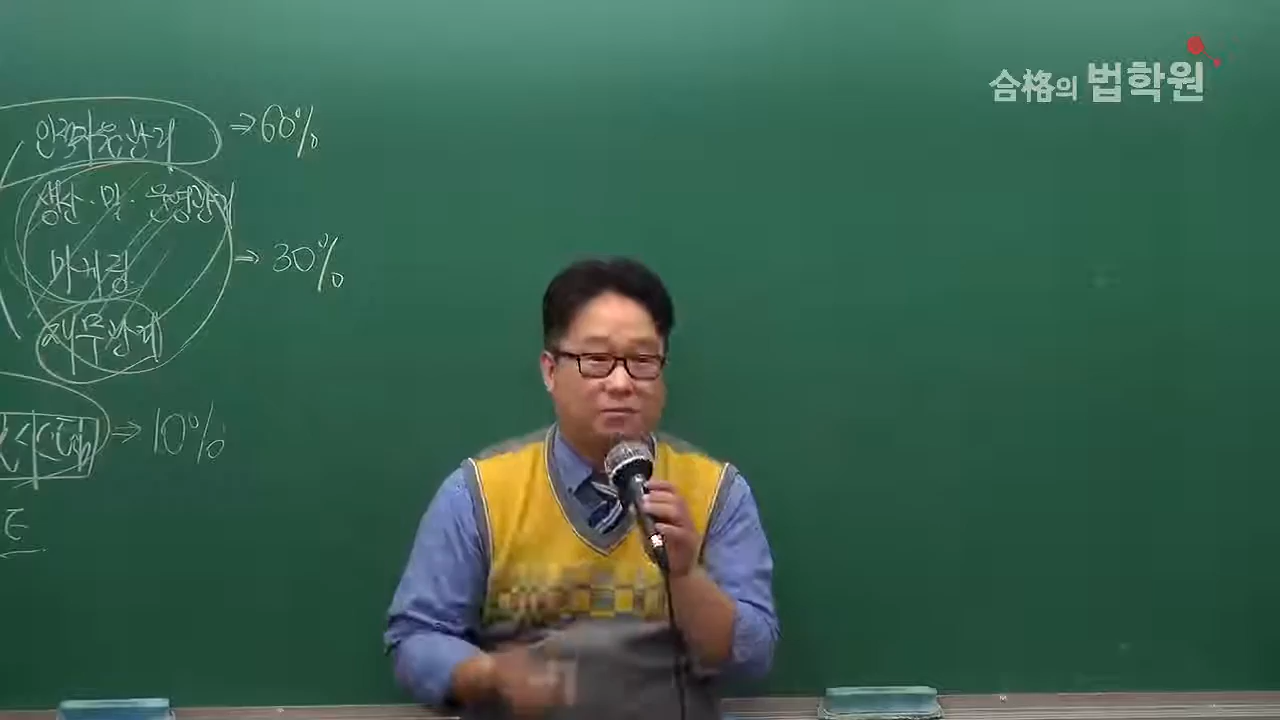 合格의 법학원
인적자원관리 ⇒ 60%
생산 · 및 · 운영관리
마케팅 ⇒ 30%
재무관리
⇒ 10%